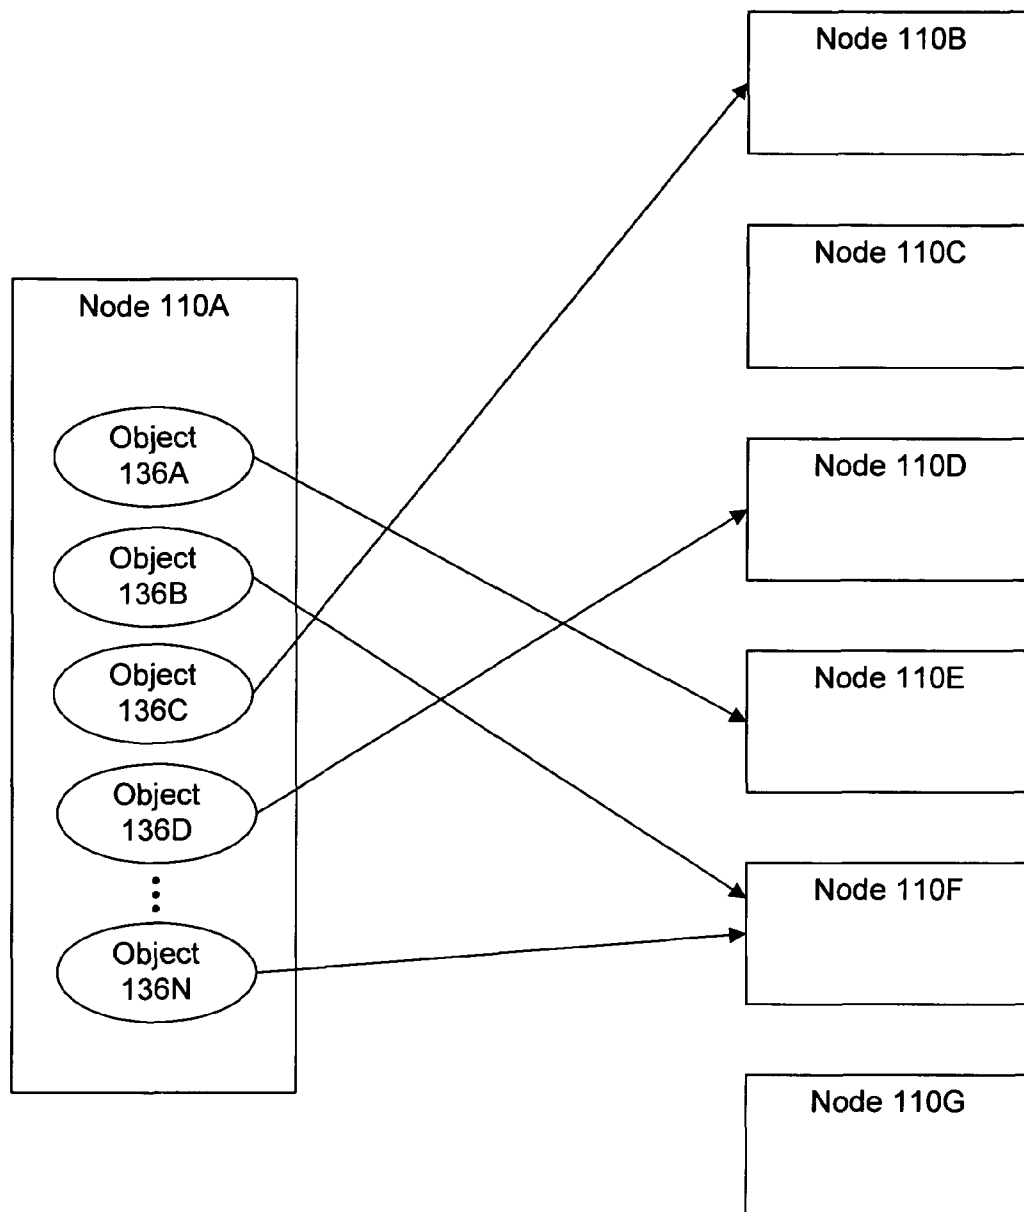 Node 110B
Node 110C
Node 110A
Object
136A
Node 110D
Object
136B
Object
136C
Node 110E
Object
136D
Node 110F
Object
136N
Node 110G